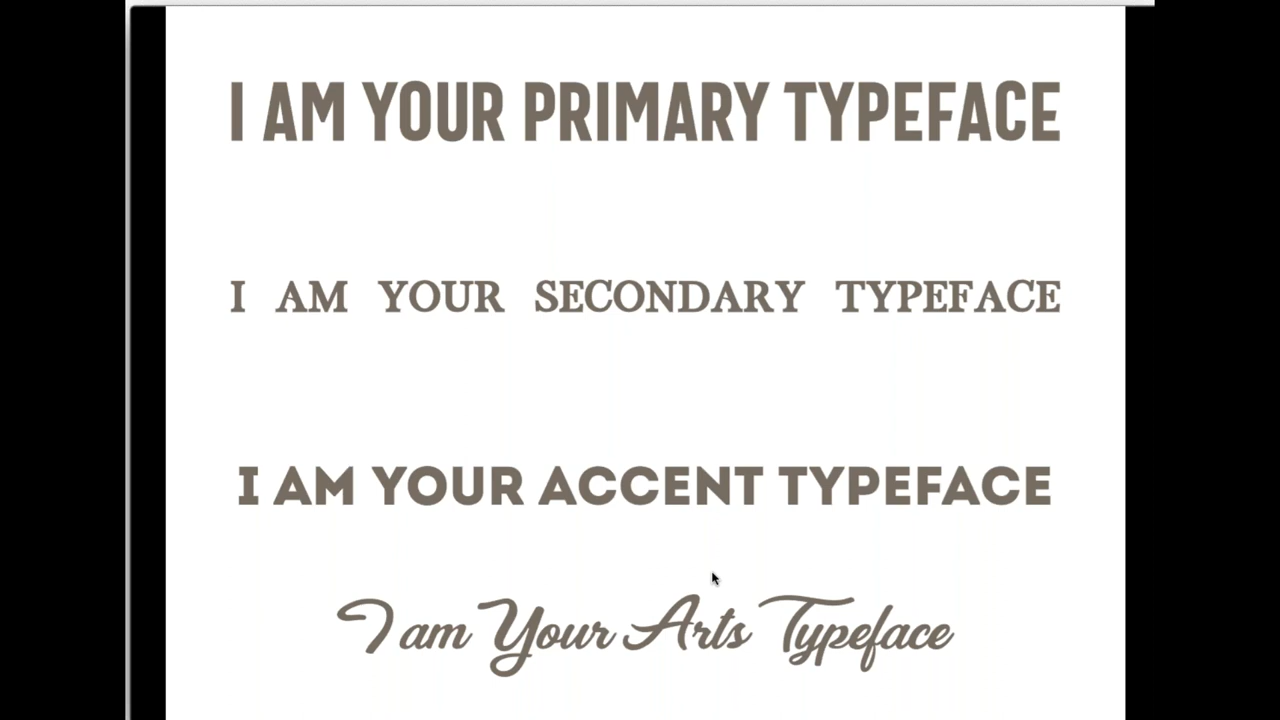 I AM YOUR PRIMARY TYPEFACE
I AM YOUR SECONDARY TYPEFACE
I AM YOUR ACCENT TYPEFACE
I am Your Arts Typeface